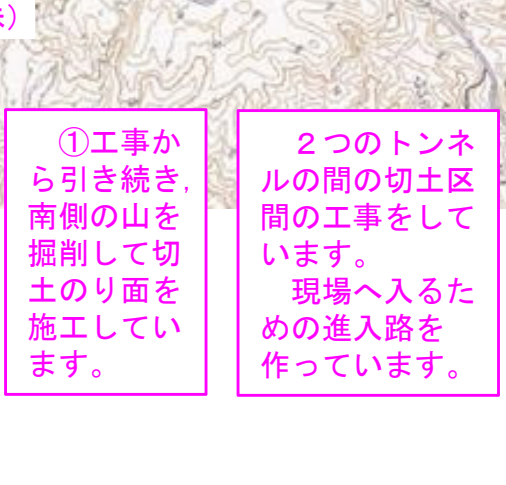 ①工事か
ら引き続き，
南側の山を
掘削して切
土のり面を
施工してい
ます。
２つのトンネ
ルの間の切土区
間の工事をして
います。
現場へ入るた
めの進入路を
作っています。